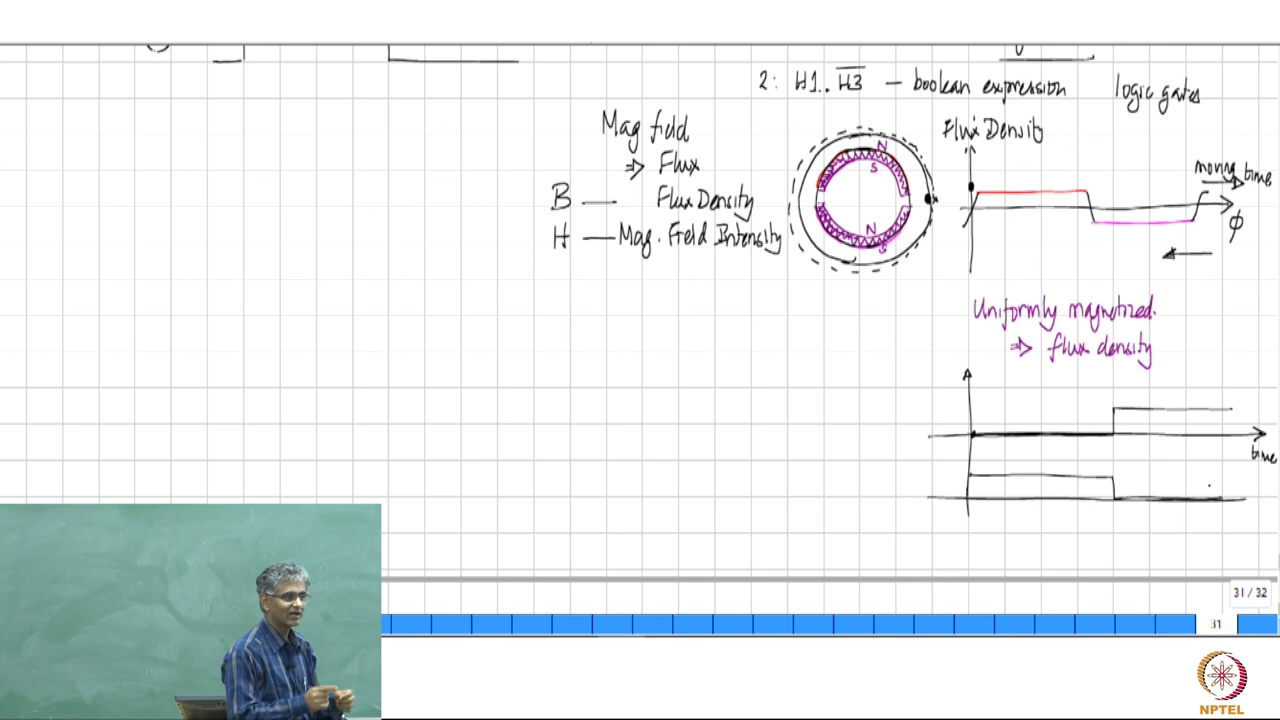 2: H1.. H3 — boolean expression
logic gates
Mag field
⇒ Flux
B — Flux Density
H — Mag. Field Intensity
N
S
N
S
Flux Density
moving time
ϕ
Uniformly magnetized.
⇒ flux density
time
31 / 32
31
NPTEL